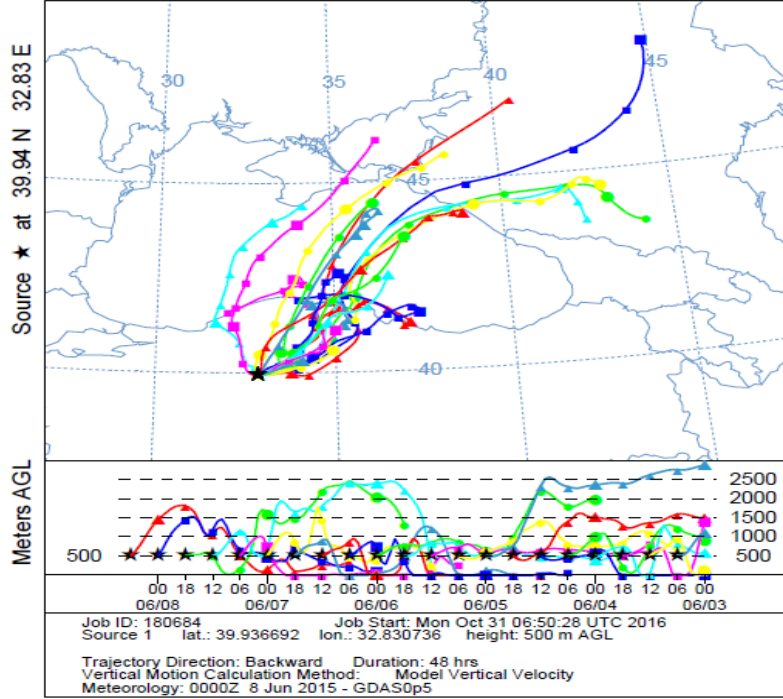 Source ★ at 39.94 N 32.83 E
30
35
40
45
45
40
Meters AGL
2500
2000
1500
1000
500
500
00 18 12 06 00 18 12 06 00 18 12 06 00 18 12 06 00 18 12 06 00
06/08 06/07 06/06 06/05 06/04 06/03
Job ID: 180684 Job Start: Mon Oct 31 06:50:28 UTC 2016
Source 1 lat.: 39.936692 lon.: 32.830736 height: 500 m AGL
Trajectory Direction: Backward Duration: 48 hrs
Vertical Motion Calculation Method: Model Vertical Velocity
Meteorology: 0000Z 8 Jun 2015 - GDAS0p5